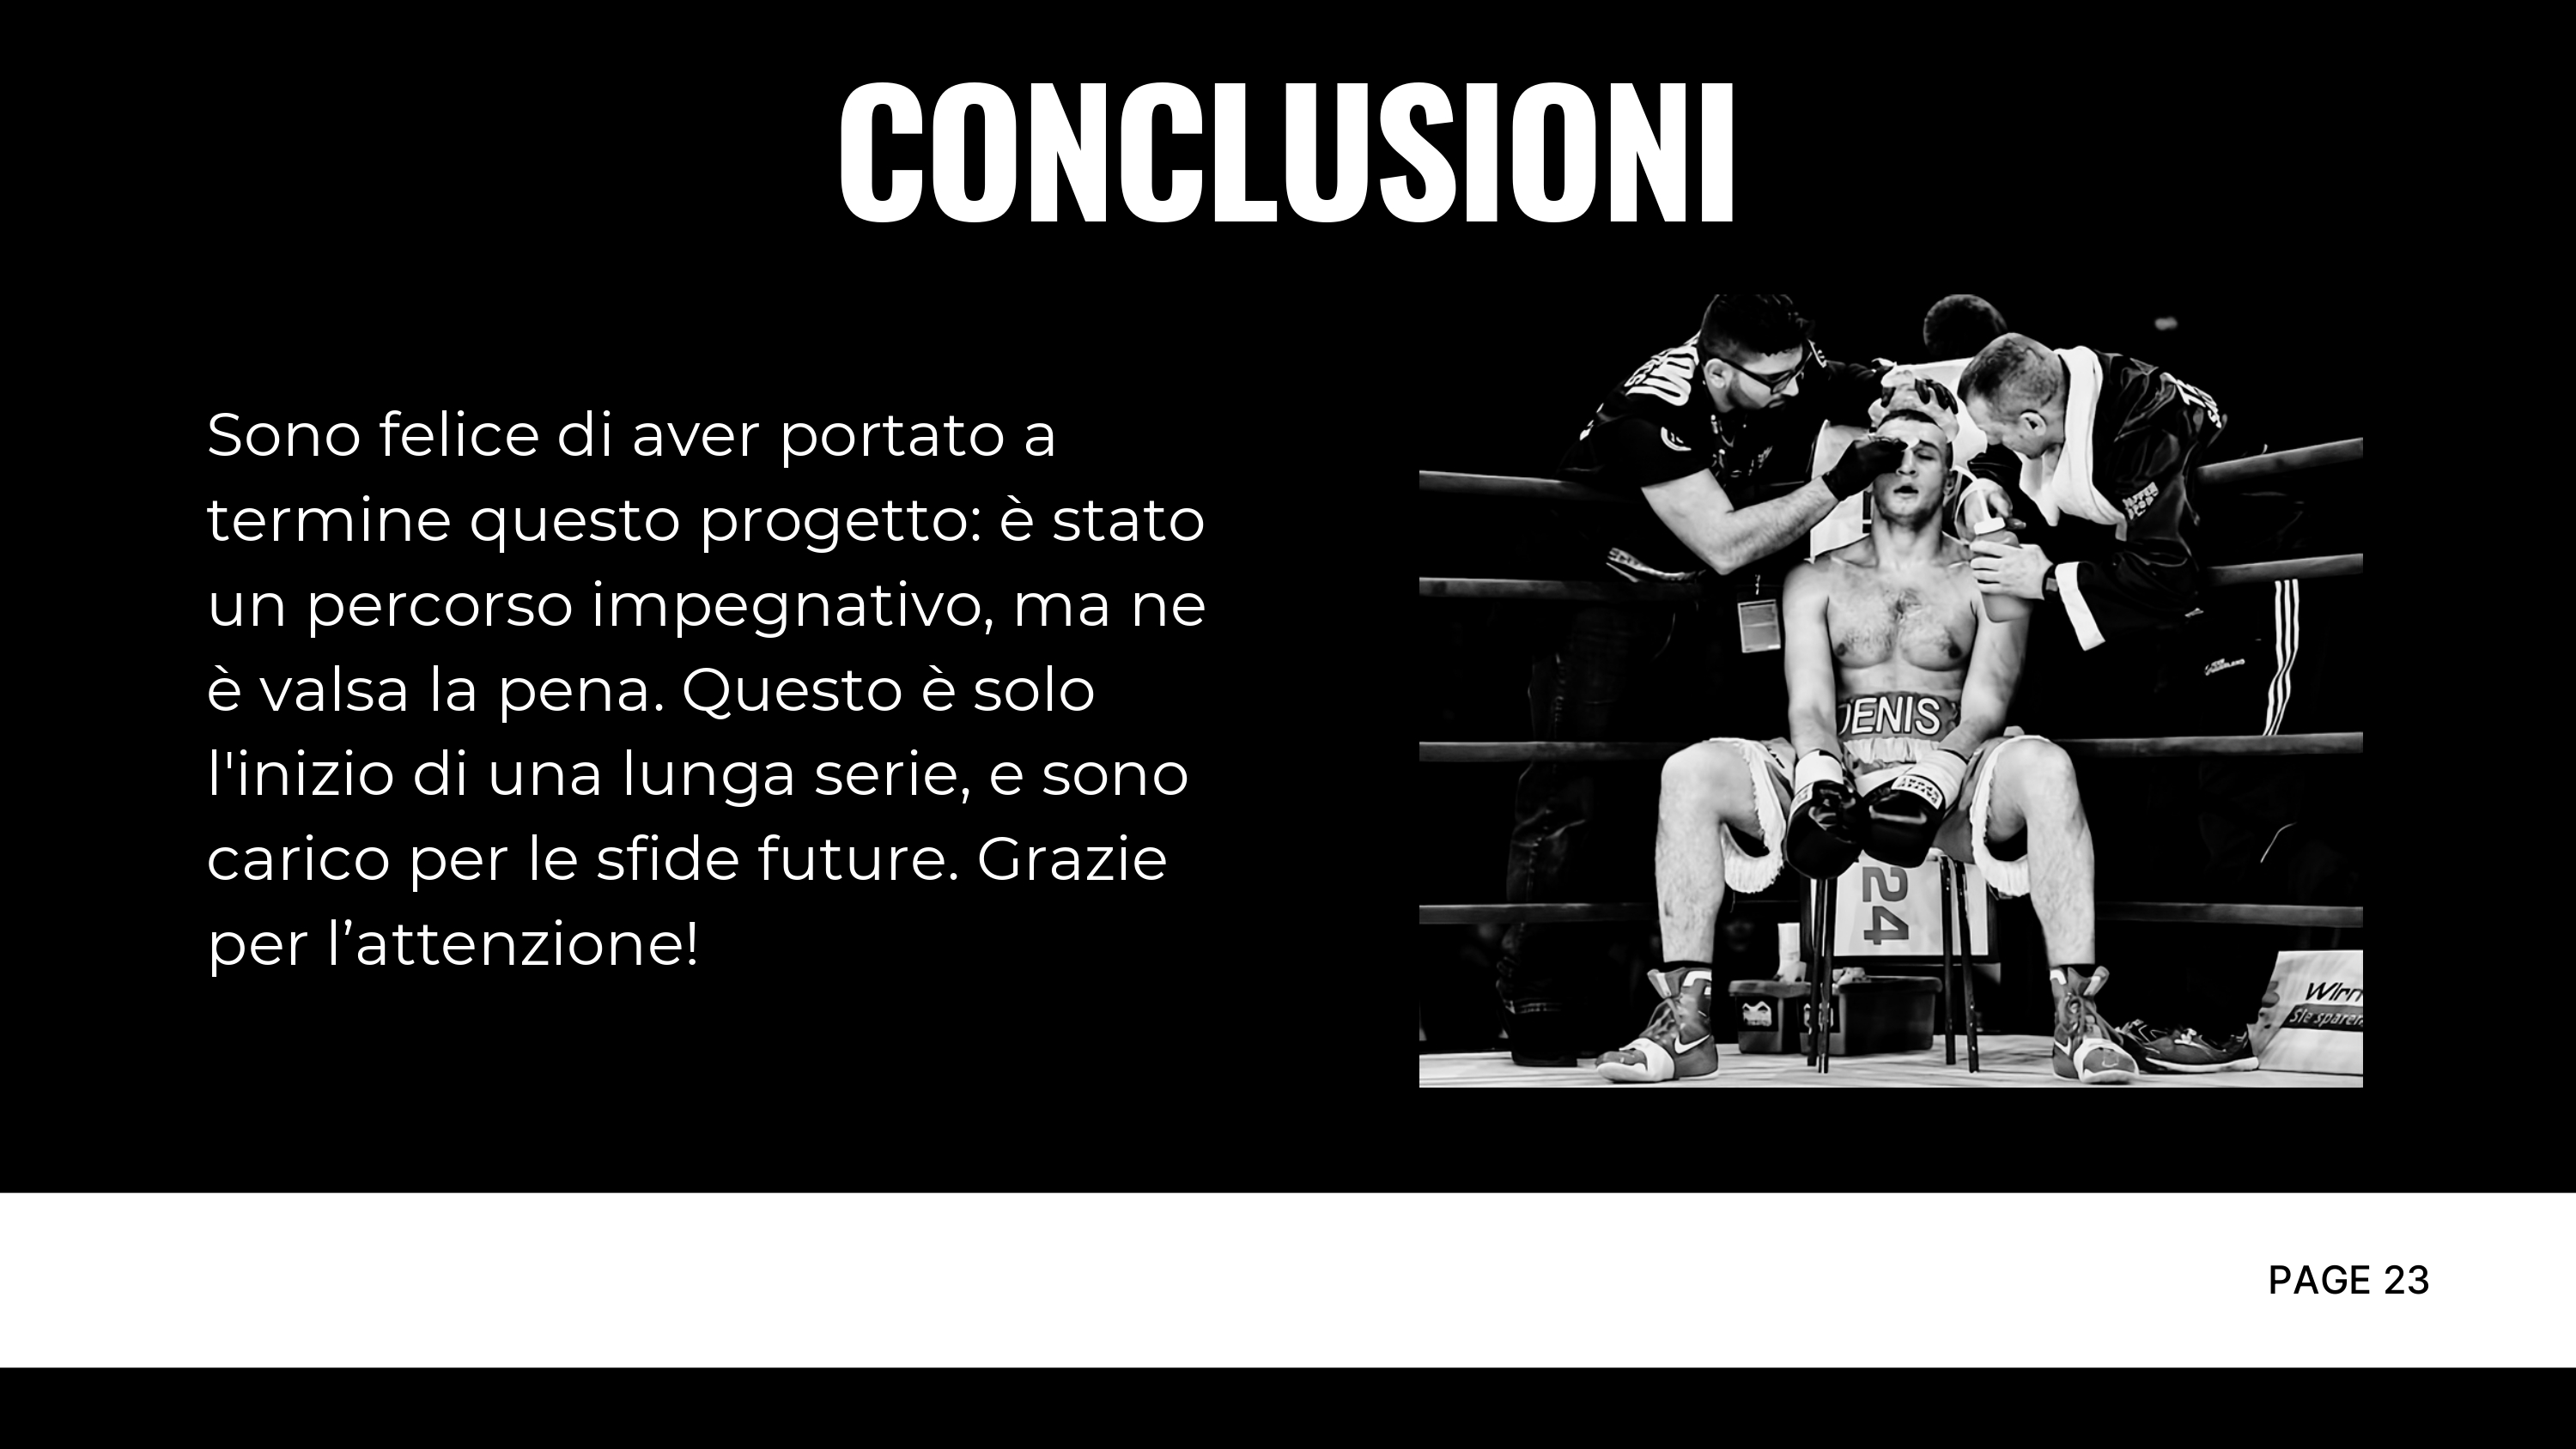 CONCLUSIONI
Sono felice di aver portato a
termine questo progetto: è stato
un percorso impegnativo, ma ne
è valsa la pena. Questo è solo
l'inizio di una lunga serie, e sono
carico per le sfide future. Grazie
per l’attenzione!
DENIS
24
Sie sparen
PAGE 23